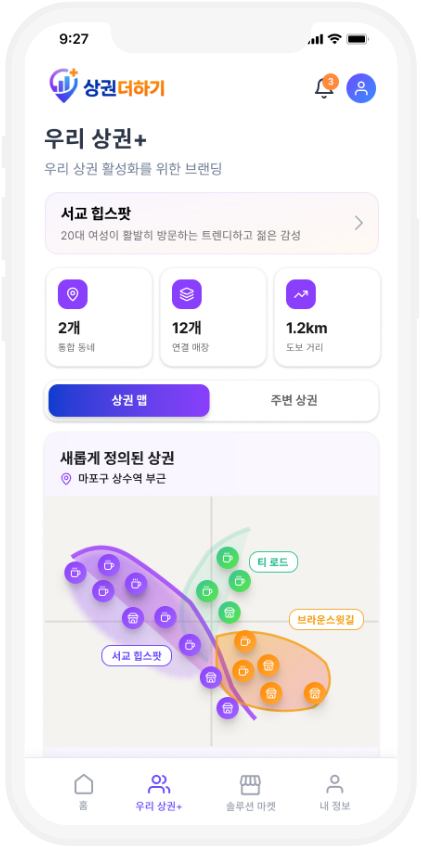 9:27
상권더하기
3
우리 상권+
우리 상권 활성화를 위한 브랜딩
서교 힙스팟
20대 여성이 활발히 방문하는 트렌디하고 젊은 감성
2개
12개
1.2km
통합 동네
연결 매장
도보 거리
상권 맵
주변 상권
새롭게 정의된 상권
마포구 상수역 부근
티 로드
브라운스윗길
서교 힙스팟
홈
우리 상권+
솔루션 마켓
내 정보